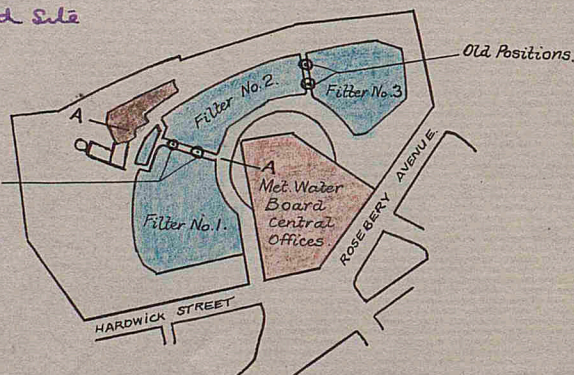 d Site
Old Positions.
Filter No. 2.
Filter No.3
A
A
Met. Water
Board
Central
Offices.
Filter No.1.
ROSEBERY AVENUE.
HARDWICK STREET